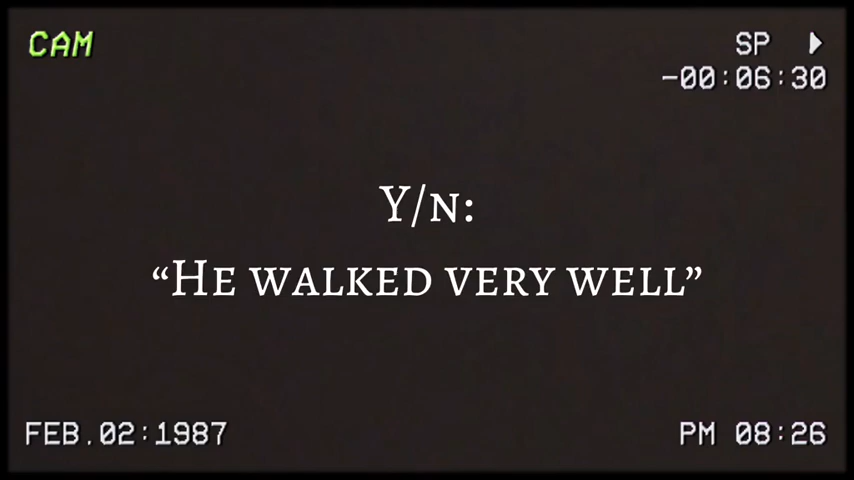 CAM
SP
-00:06:30
Y/n:
“He walked very well”
FEB.02:1987
PM 08:26